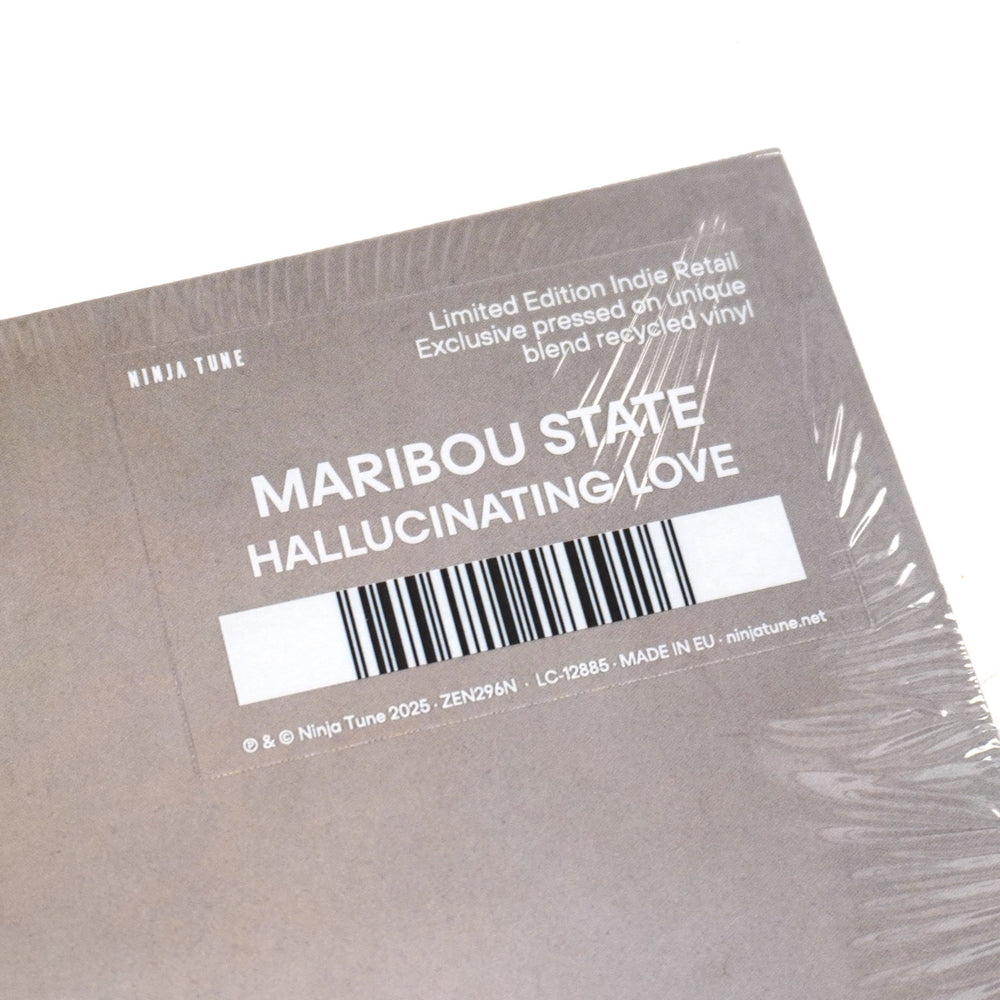 NINJA TUNE
Limited Edition Indie Retail
Exclusive pressed on unique
blend recycled vinyl
MARIBOU STATE
HALLUCINATING LOVE
℗ & © Ninja Tune 2025 · ZEN296N · LC-12885 · MADE IN EU · ninjatune.net